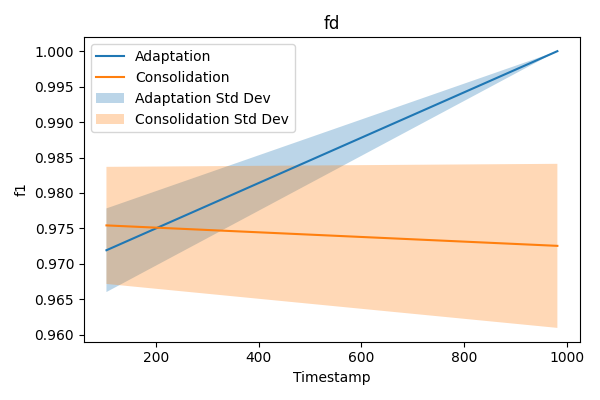 fd
1.000
0.995
0.990
0.985
0.980
0.975
0.970
0.965
0.960
f1
Adaptation
Consolidation
Adaptation Std Dev
Consolidation Std Dev
200
400
600
800
1000
Timestamp